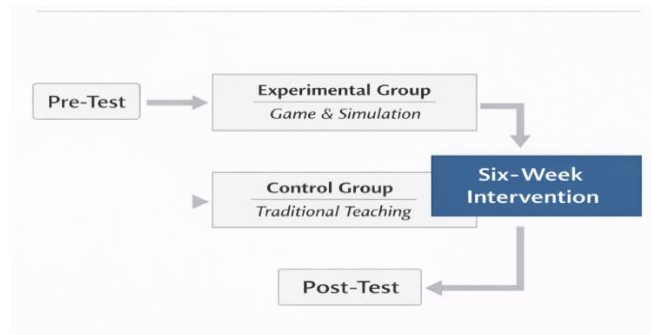 Pre-Test
Experimental Group
Game & Simulation
Control Group
Traditional Teaching
Six-Week
Intervention
Post-Test